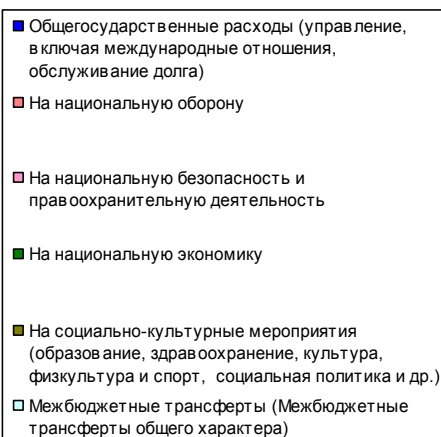 Общегосударственные расходы (управление,
включая международные отношения,
обслуживание долга)
На национальную оборону
На национальную безопасность и
правоохранительную деятельность
На национальную экономику
На социально-культурные мероприятия
(образование, здравоохранение, культура,
физкультура и спорт, социальная политика и др.)
Межбюджетные трансферты (Межбюджетные
трансферты общего характера)